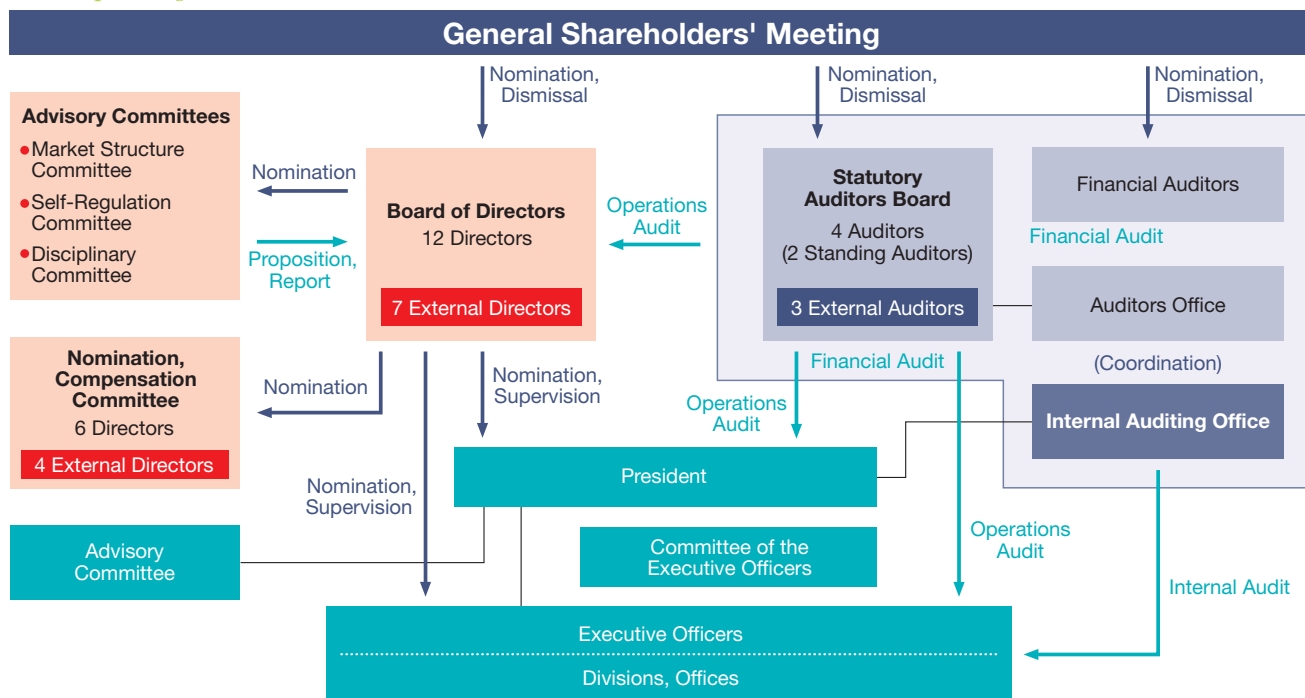 General Shareholders' Meeting
Nomination,
Dismissal
Nomination,
Dismissal
Nomination,
Dismissal
Advisory Committees
Market Structure
Committee
Self-Regulation
Committee
Disciplinary
Committee
Nomination
Proposition,
Report
Board of Directors
12 Directors
7 External Directors
Operations
Audit
Statutory
Auditors Board
4 Auditors
(2 Standing Auditors)
3 External Auditors
Financial Auditors
Financial Audit
Auditors Office
(Coordination)
Internal Auditing Office
Nomination,
Compensation
Committee
6 Directors
4 External Directors
Nomination
Nomination,
Supervision
Financial Audit
Operations
Audit
President
Nomination,
Supervision
Advisory
Committee
Committee of the
Executive Officers
Operations
Audit
Internal Audit
Executive Officers
Divisions, Offices